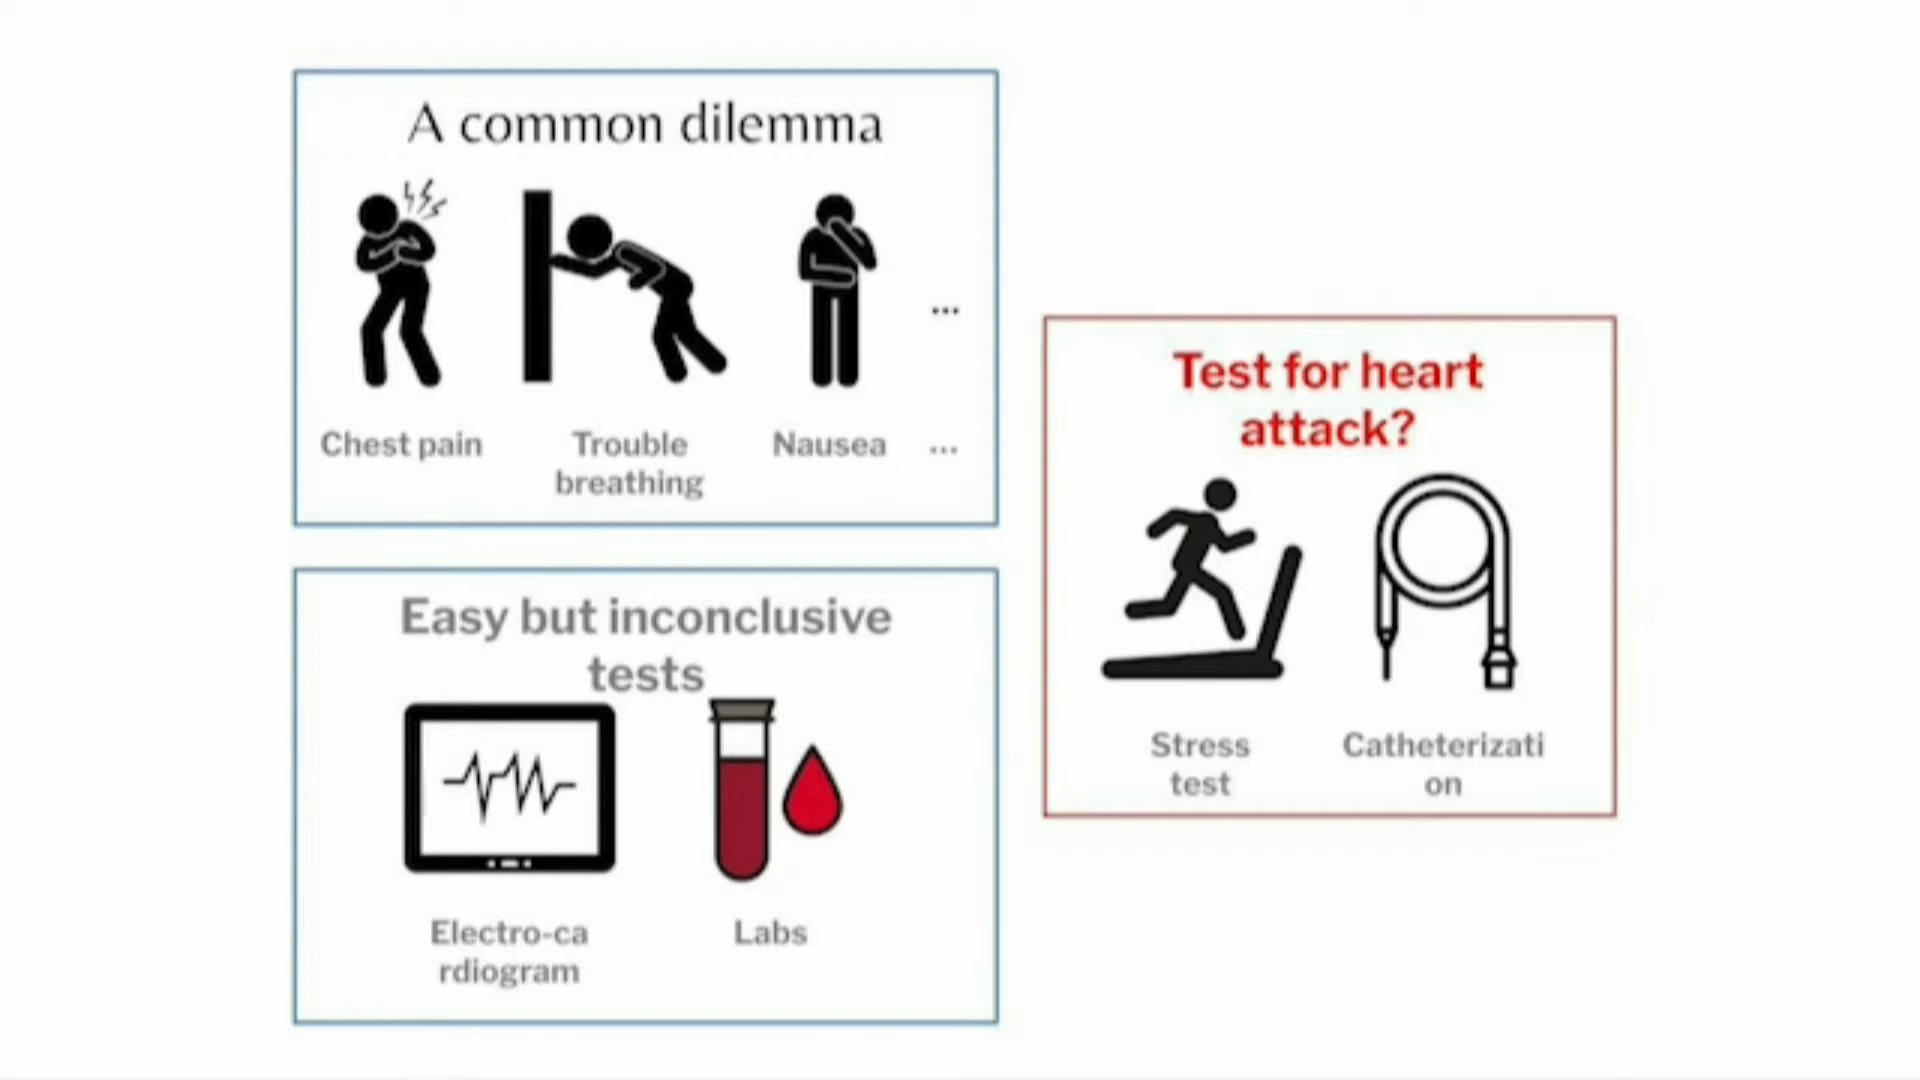 A common dilemma
...
Chest pain
Trouble
breathing
Nausea
...
Easy but inconclusive
tests
Electro-ca
rdiogram
Labs
Test for heart
attack?
Stress
test
Catheterizati
on